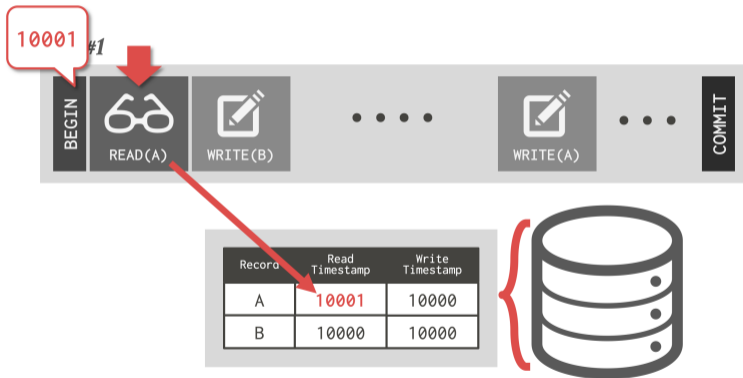 10001
#1
BEGIN
READ(A)
WRITE(B)
WRITE(A)
COMMIT
Record
Read Timestamp
Write Timestamp
A
10001
10000
B
10000
10000